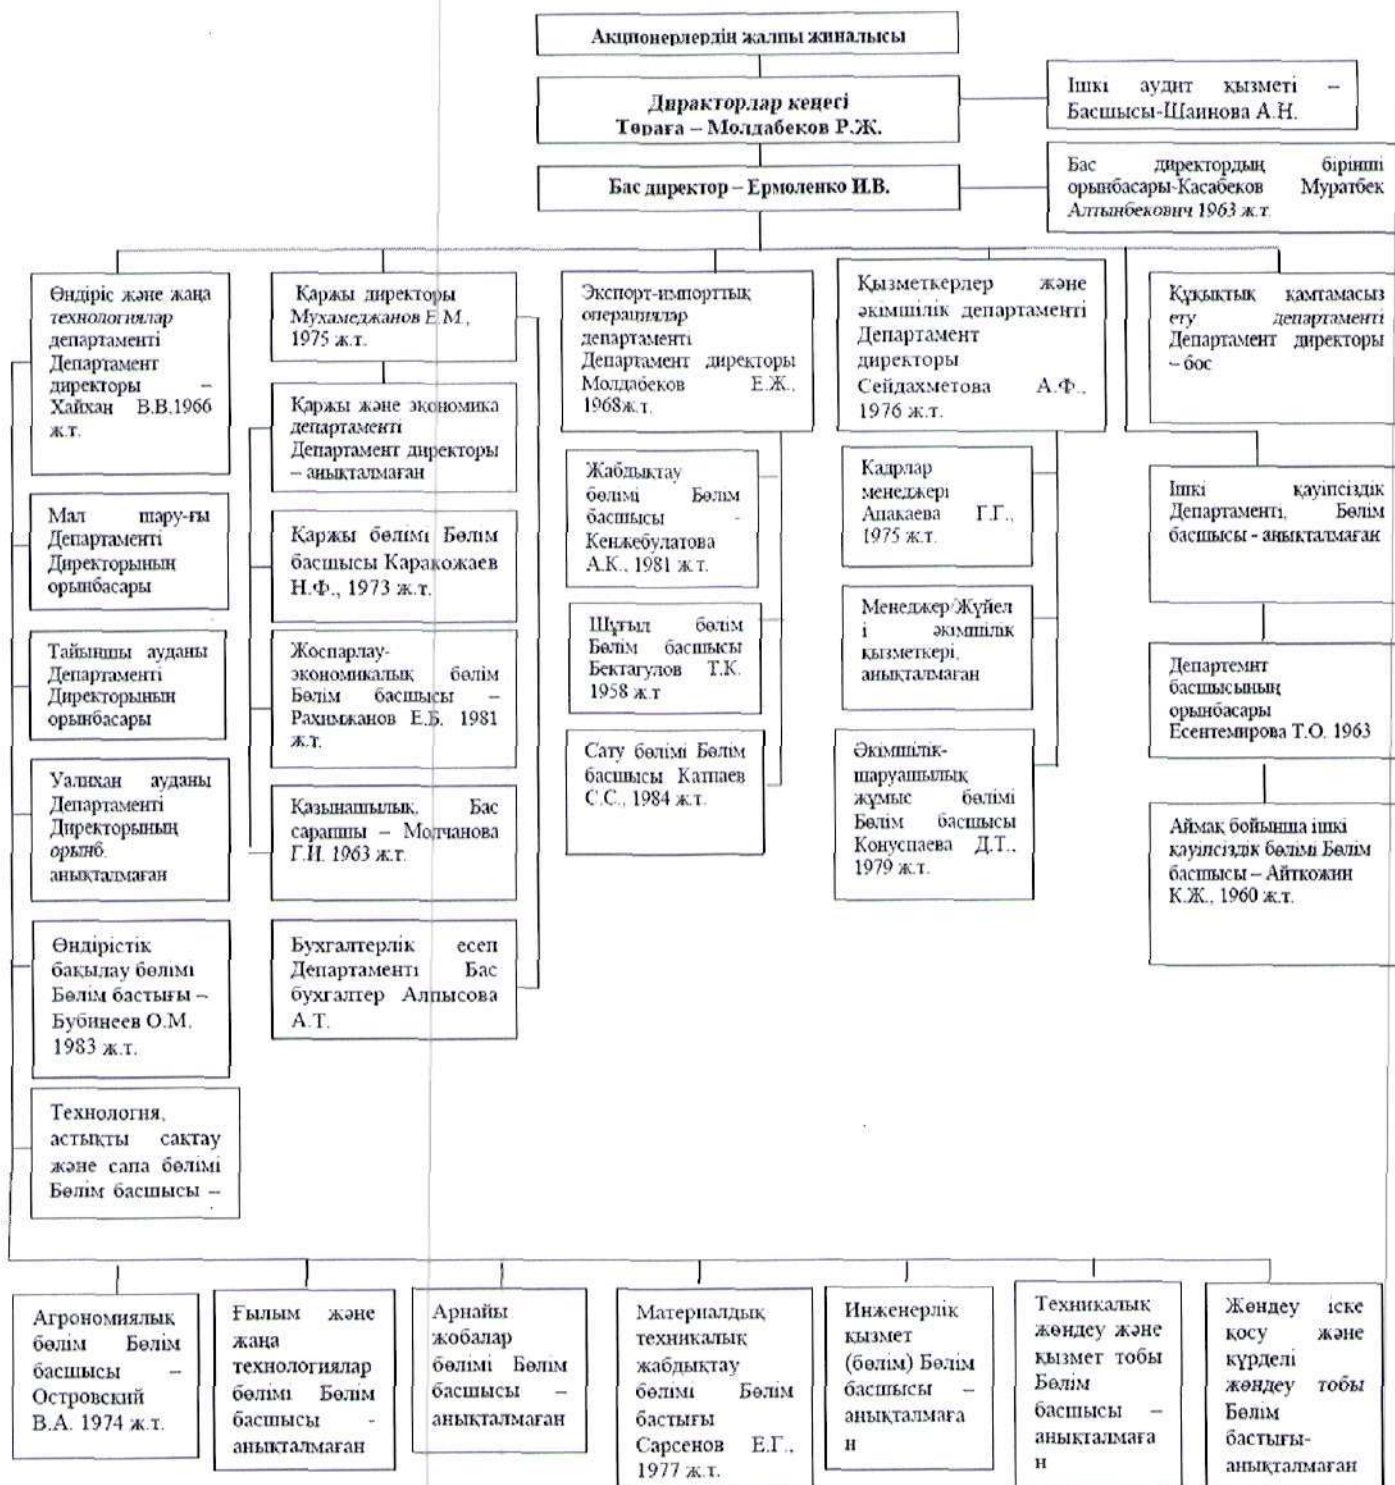 Акционерлердің жалпы жиналысы
Дирақторлар кеңесі
Төраға – Молдабеков Р.Ж.
Ішкі аудит қызметі –
Басшысы-Шаинова А.Н.
Бас директор – Ермоленко И.В.
Бас директордың бірінші
орынбасары-Касабеков Муратбек
Алтынбекович 1963 ж.т.
Өндіріс және жаңа
технологиялар
департаменті
Департамент
директоры –
Хайхан В.В.1966
ж.т.
Мал шару-ғы
Департаменті
Директорының
орынбасары
Тайыншы ауданы
Департаменті
Директорының
орынбасары
Уалихан ауданы
Департаменті
Директорының
орынб.
анықталмаған
Өндірістік
бақылау бөлімі
Бөлім бастығы –
Бубинеев О.М.
1983 ж.т.
Технология,
астықты сақтау
және сапа бөлімі
Бөлім басшысы –
Қаржы директоры
Мухамеджанов Е.М.,
1975 ж.т.
Қаржы және экономика
департаменті
Департамент директоры
– анықталмаған
Қаржы бөлімі Бөлім
басшысы Каракожаев
Н.Ф., 1973 ж.т.
Жоспарлау-
экономикалық бөлім
Бөлім басшысы –
Рахимжанов Е.Б. 1981
ж.т.
Қазынашылық, Бас
сарапшы – Молчанова
Г.И. 1963 ж.т.
Бухгалтерлік есеп
Департаменті Бас
бухгалтер Алпысова
А.Т.
Экспорт-импорттық
операциялар
департаменті
Департамент директоры
Молдабеков Е.Ж.,
1968ж.т.
Жабдықтау
бөлімі Бөлім
басшысы -
Кенжебулатова
А.К., 1981 ж.т.
Шұғыл бөлім
Бөлім басшысы
Бектагулов Т.К.
1958 ж.т
Сату бөлімі Бөлім
басшысы Катпаев
С.С., 1984 ж.т.
Қызметкерлер және
әкімшілік департаменті
Департамент
директоры
Сейдахметова А.Ф.,
1976 ж.т.
Кадрлар
менеджері
Апакаева Г.Г.,
1975 ж.т.
Менеджер/Жүйел
і әкімшілік
қызметкері,
анықталмаған
Әкімшілік-
шаруашылық
жұмыс бөлімі
Бөлім басшысы
Конуспаева Д.Т.,
1979 ж.т.
Құқықтық қамтамасыз
ету департаменті
Департамент директоры
– бос
Ішкі қауіпсіздік
Департаменті, Бөлім
басшысы - анықталмаған
Департемнт
басшысының
орынбасары
Есентемирова Т.О. 1963
Аймақ бойынша ішкі
қауіпсіздік бөлімі Бөлім
басшысы – Айткожин
К.Ж., 1960 ж.т.
Агрономиялық
бөлім Бөлім
басшысы –
Островский
В.А. 1974 ж.т.
Ғылым және
жаңа
технологиялар
бөлімі Бөлім
басшысы -
анықталмаған
Арнайы
жобалар
бөлімі Бөлім
басшысы –
анықталмаған
Материалдық
техникалық
жабдықтау
бөлімі Бөлім
бастығы
Сарсенов Е.Г.,
1977 ж.т.
Инженерлік
қызмет
(бөлім) Бөлім
басшысы –
анықталмаға
н
Техникалық
жөндеу және
қызмет тобы
Бөлім
басшысы –
анықталмаға
н
Жөндеу іске
қосу және
күрделі
жөндеу тобы
Бөлім
бастығы-
анықталмаған